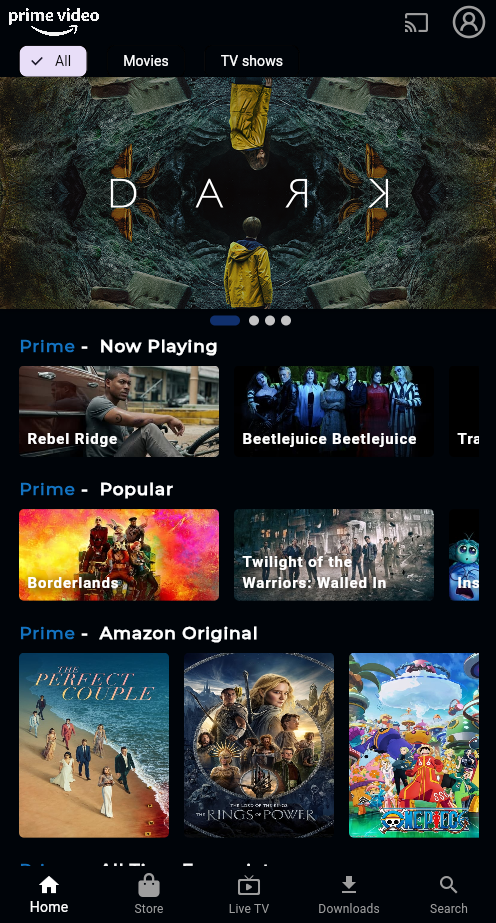 prime video
All
Movies
TV shows
D A R K
Prime - Now Playing
Rebel Ridge
Beetlejuice Beetlejuice
Tra
Prime - Popular
Borderlands
Twilight of the
Warriors: Walled In
Ins
Prime - Amazon Original
THE
PERFECT
COUPLE
THE LORD OF THE RINGS
THE RINGS OF POWER
ONE PIECE
Home
Store
Live TV
Downloads
Search